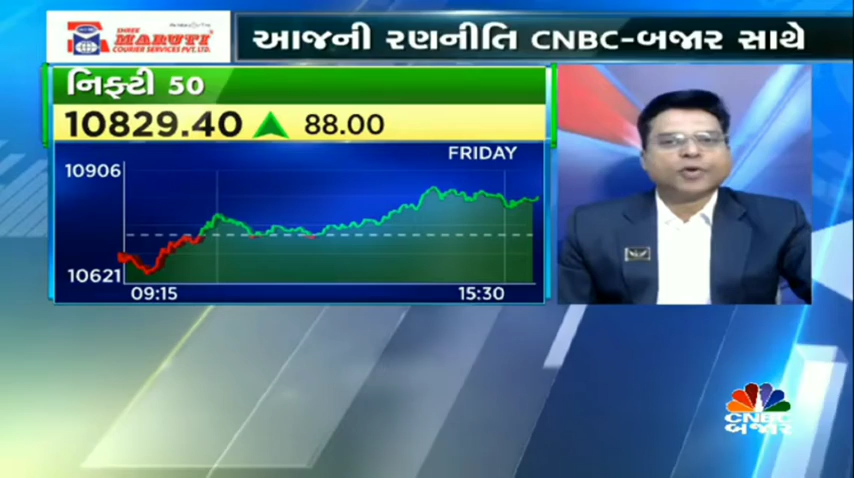 SHREE
MARUTI
COURIER SERVICES PVT. LTD.
આજની રણનીતિ CNBC-બજાર સાથે
નિફ્ટી 50
10829.40 88.00
FRIDAY
10906
10621
09:15 15:30
CNBC
બજાર